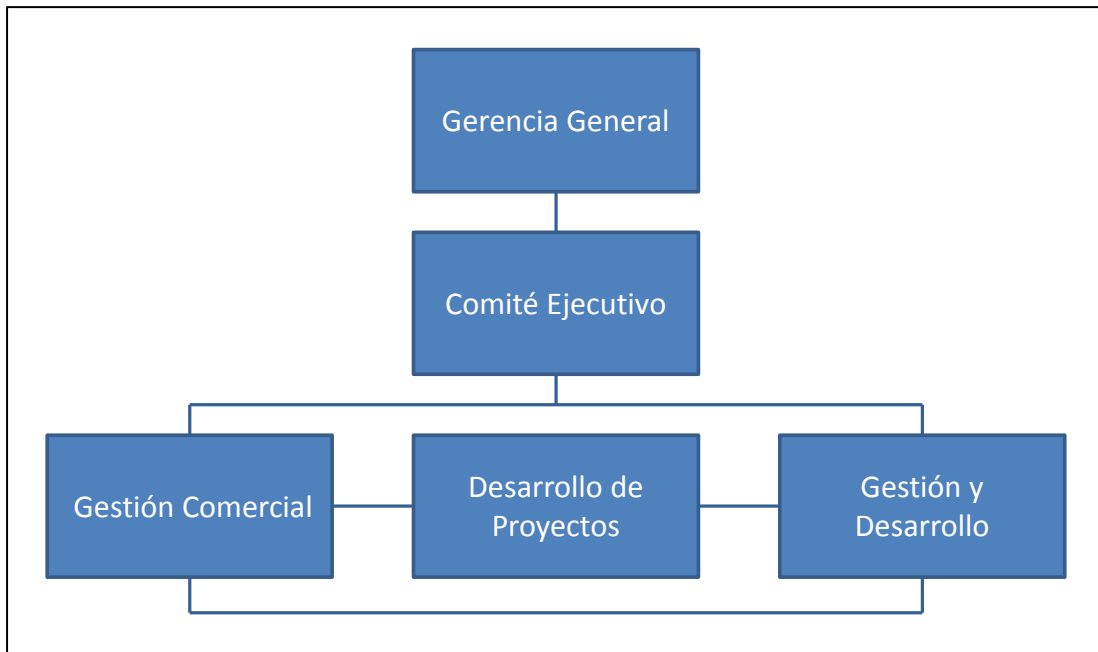 Gerencia General
Comité Ejecutivo
Gestión Comercial
Desarrollo de
Proyectos
Gestión y
Desarrollo